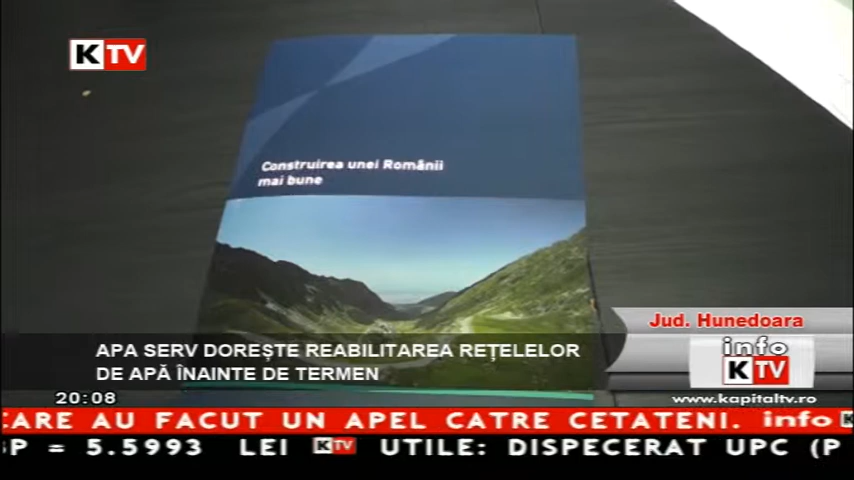 KTV
Construirea unei României
mai bune
Jud. Hunedoara
info
KTV
APA SERV DOREȘTE REABILITAREA REȚELELOR
DE APĂ ÎNAINTE DE TERMEN
20:08
www.kapitaltv.ro
CARE AU FACUT UN APEL CATRE CETATENI. info K
BP = 5.5993 LEI KTV UTILE: DISPECERAT UPC (P